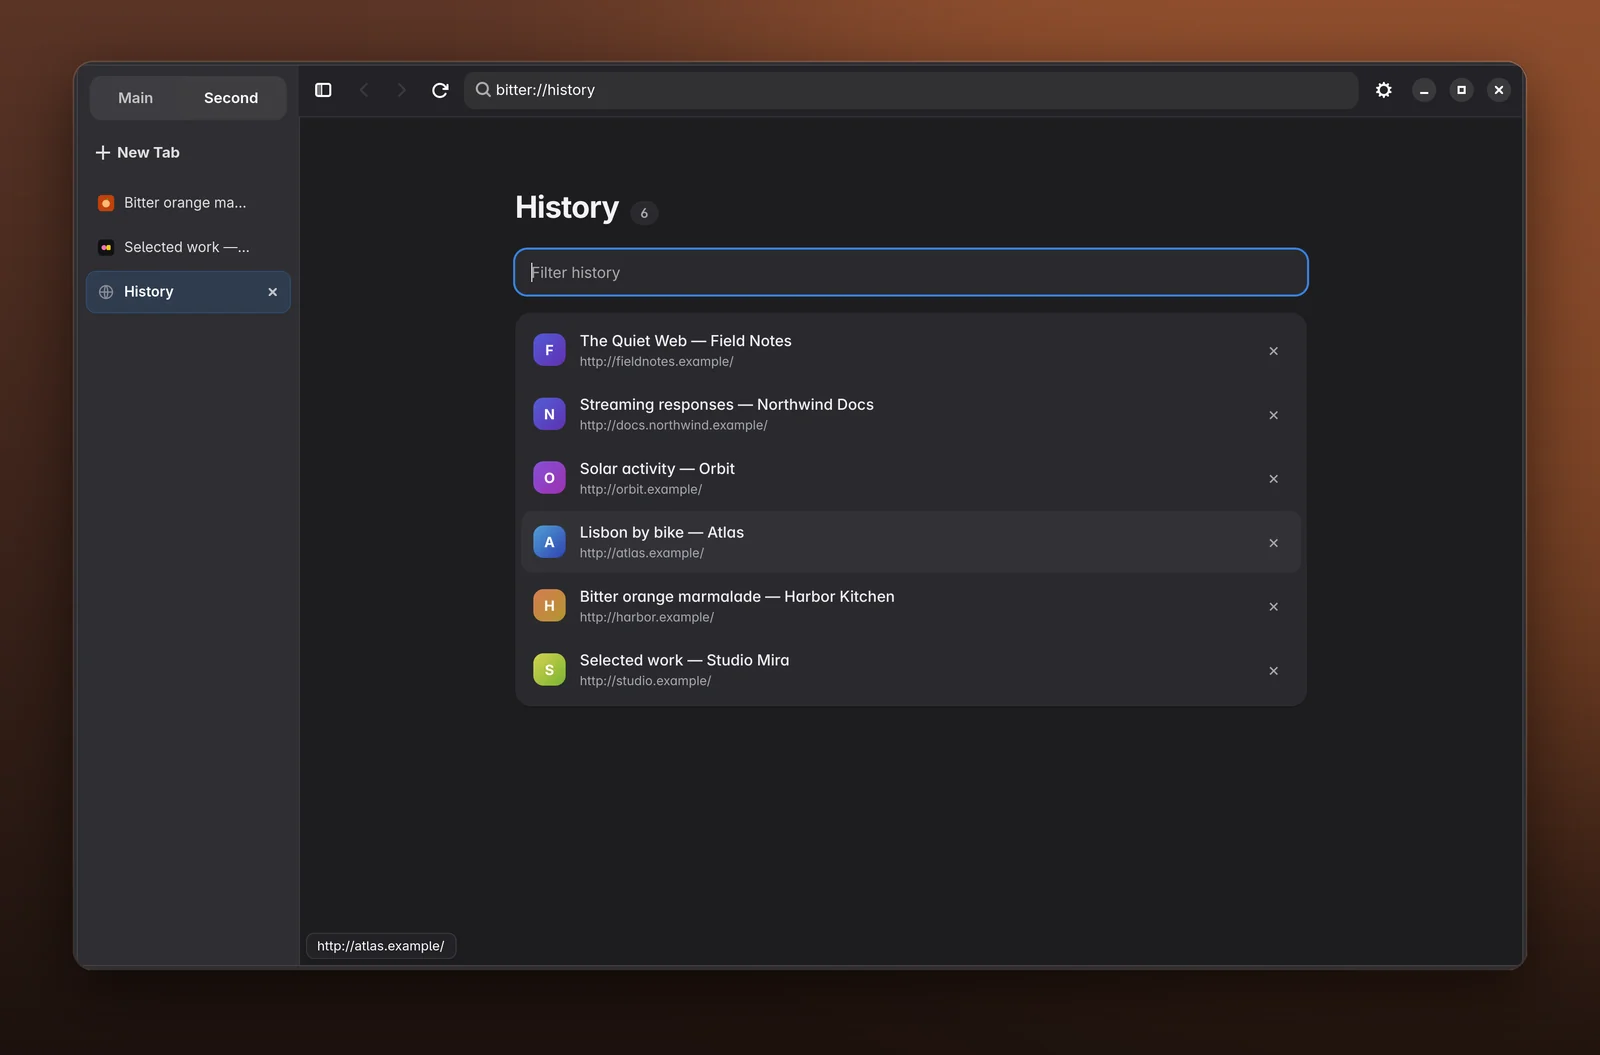 Main Second
bitter://history
New Tab
Bitter orange ma...
Selected work —...
History
History 6
Filter history
F
The Quiet Web — Field Notes
http://fieldnotes.example/
N
Streaming responses — Northwind Docs
http://docs.northwind.example/
O
Solar activity — Orbit
http://orbit.example/
A
Lisbon by bike — Atlas
http://atlas.example/
H
Bitter orange marmalade — Harbor Kitchen
http://harbor.example/
S
Selected work — Studio Mira
http://studio.example/
http://atlas.example/